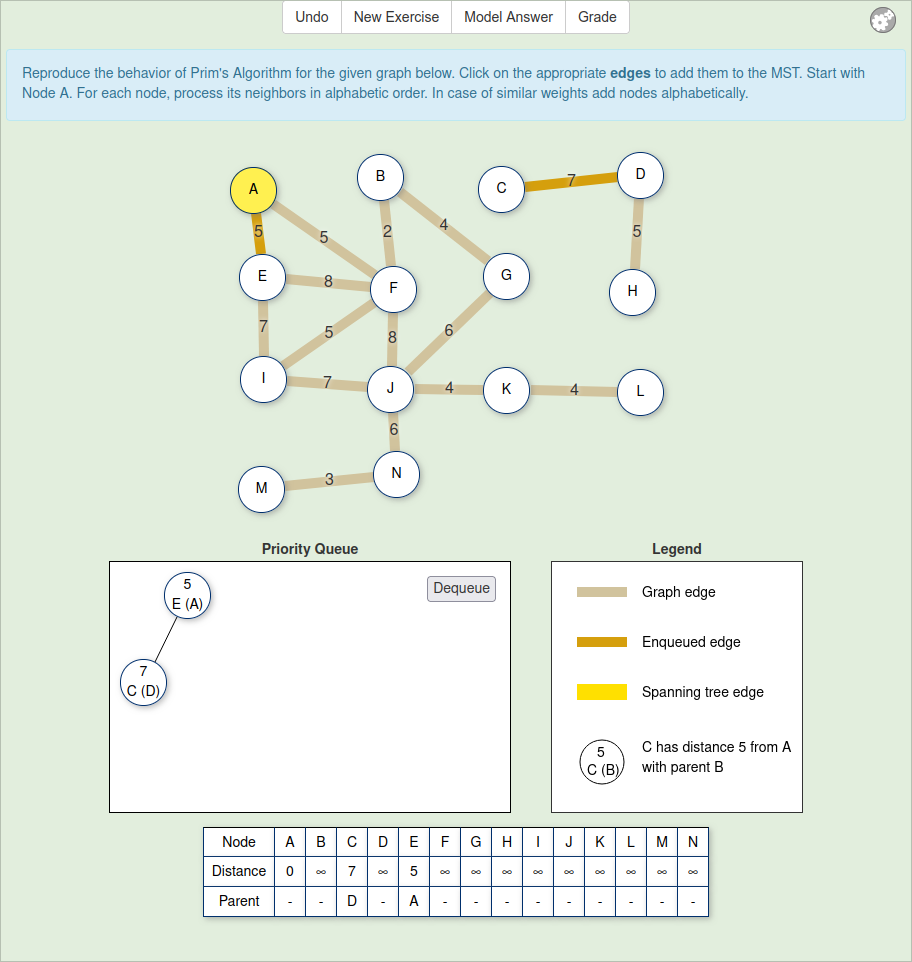 Undo New Exercise Model Answer Grade
Reproduce the behavior of Prim's Algorithm for the given graph below. Click on the appropriate edges to add them to the MST. Start with
Node A. For each node, process its neighbors in alphabetic order. In case of similar weights add nodes alphabetically.
A B C 7 D
5 5 2 4 5
E 8 F G H
7 5 8 6
I 7 J 4 K 4 L
6
M 3 N
Priority Queue
5
E (A)
Dequeue
7
C (D)
Legend
Graph edge
Enqueued edge
Spanning tree edge
5
C (B)
C has distance 5 from A
with parent B
Node A B C D E F G H I J K L M N
Distance 0 ∞ 7 ∞ 5 ∞ ∞ ∞ ∞ ∞ ∞ ∞ ∞ ∞
Parent - - D - A - - - - - - - - -